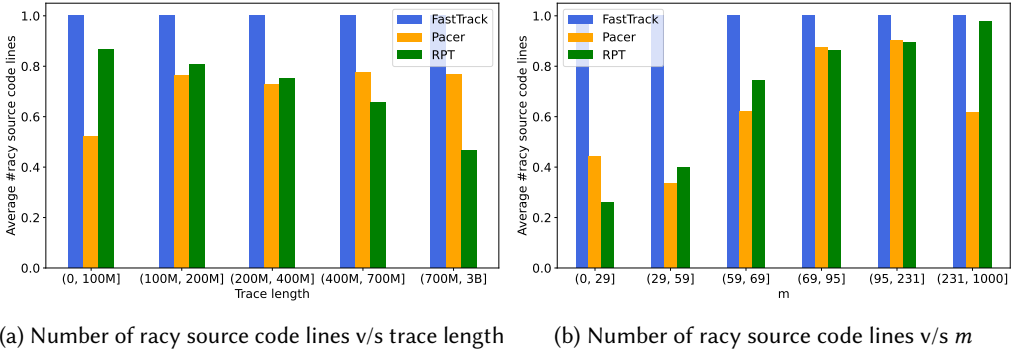 1.0
0.8
0.6
0.4
0.2
0.0
Average #racy source code lines
FastTrack
Pacer
RPT
(0, 100M] (100M, 200M] (200M, 400M] (400M, 700M] (700M, 3B]
Trace length
1.0
0.8
0.6
0.4
0.2
0.0
Average #racy source code lines
FastTrack
Pacer
RPT
(0, 29] (29, 59] (59, 69] (69, 95] (95, 231] (231, 1000]
m
(a) Number of racy source code lines v/s trace length
(b) Number of racy source code lines v/s m